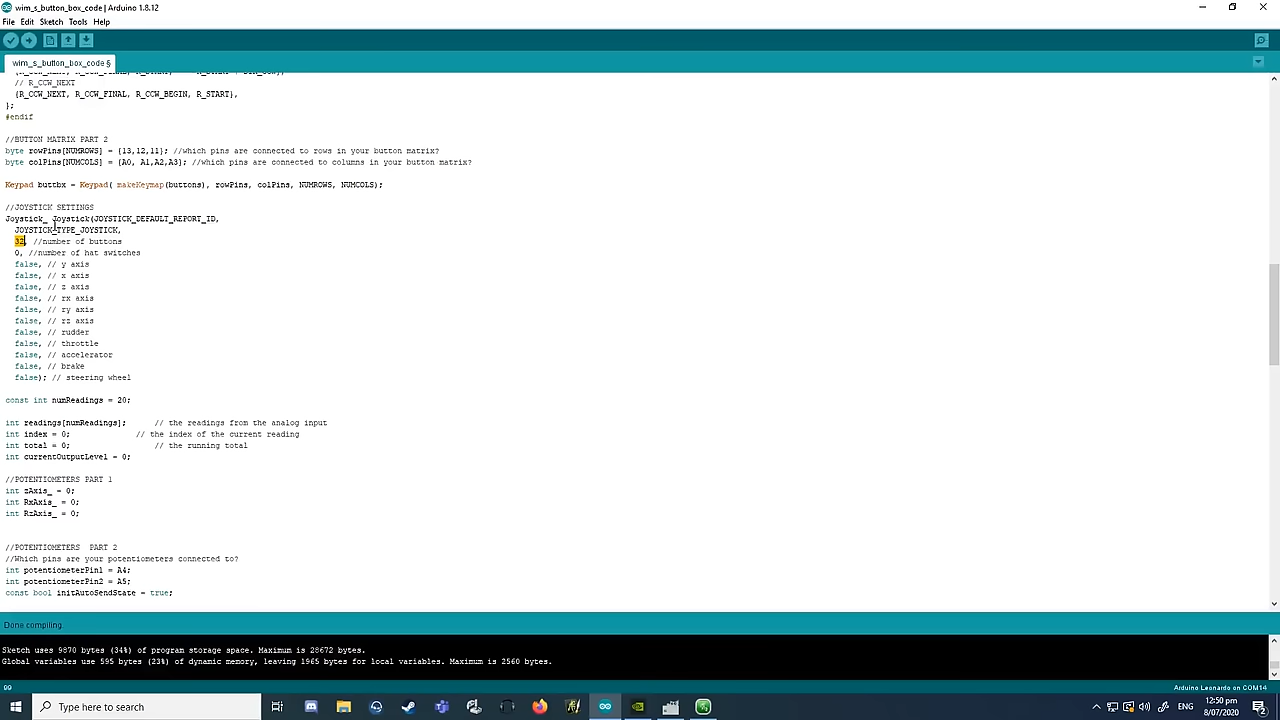 wim_s_button_box_code | Arduino 1.8.12
File Edit Sketch Tools Help
wim_s_button_box_code §
// R_CCW_NEXT
{R_CCW_NEXT, R_CCW_FINAL, R_CCW_BEGIN, R_START},
};
#endif
//BUTTON MATRIX PART 2
byte rowPins[NUMROWS] = {13,12,11}; //which pins are connected to rows in your button matrix?
byte colPins[NUMCOLS] = {A0, A1,A2,A3}; //which pins are connected to columns in your button matrix?
Keypad buttbx = Keypad( makeKeymap(buttons), rowPins, colPins, NUMROWS, NUMCOLS);
//JOYSTICK SETTINGS
Joystick_ Joystick(JOYSTICK_DEFAULT_REPORT_ID,
JOYSTICK_TYPE_JOYSTICK,
32, //number of buttons
0, //number of hat switches
false, // y axis
false, // x axis
false, // z axis
false, // rx axis
false, // ry axis
false, // rz axis
false, // rudder
false, // throttle
false, // accelerator
false, // brake
false); // steering wheel
const int numReadings = 20;
int readings[numReadings]; // the readings from the analog input
int index = 0; // the index of the current reading
int total = 0; // the running total
int currentOutputLevel = 0;
//POTENTIOMETERS PART 1
int zAxis_ = 0;
int RxAxis_ = 0;
int RzAxis_ = 0;
//POTENTIOMETERS PART 2
//Which pins are your potentiometers connected to?
int potentiometerPin1 = A4;
int potentiometerPin2 = A5;
const bool initAutoSendState = true;
Done compiling.
Sketch uses 9870 bytes (34%) of program storage space. Maximum is 28672 bytes.
Global variables use 595 bytes (23%) of dynamic memory, leaving 1965 bytes for local variables. Maximum is 2560 bytes.
99 Arduino Leonardo on COM14
Type here to search
ENG
12:50 pm
8/07/2020